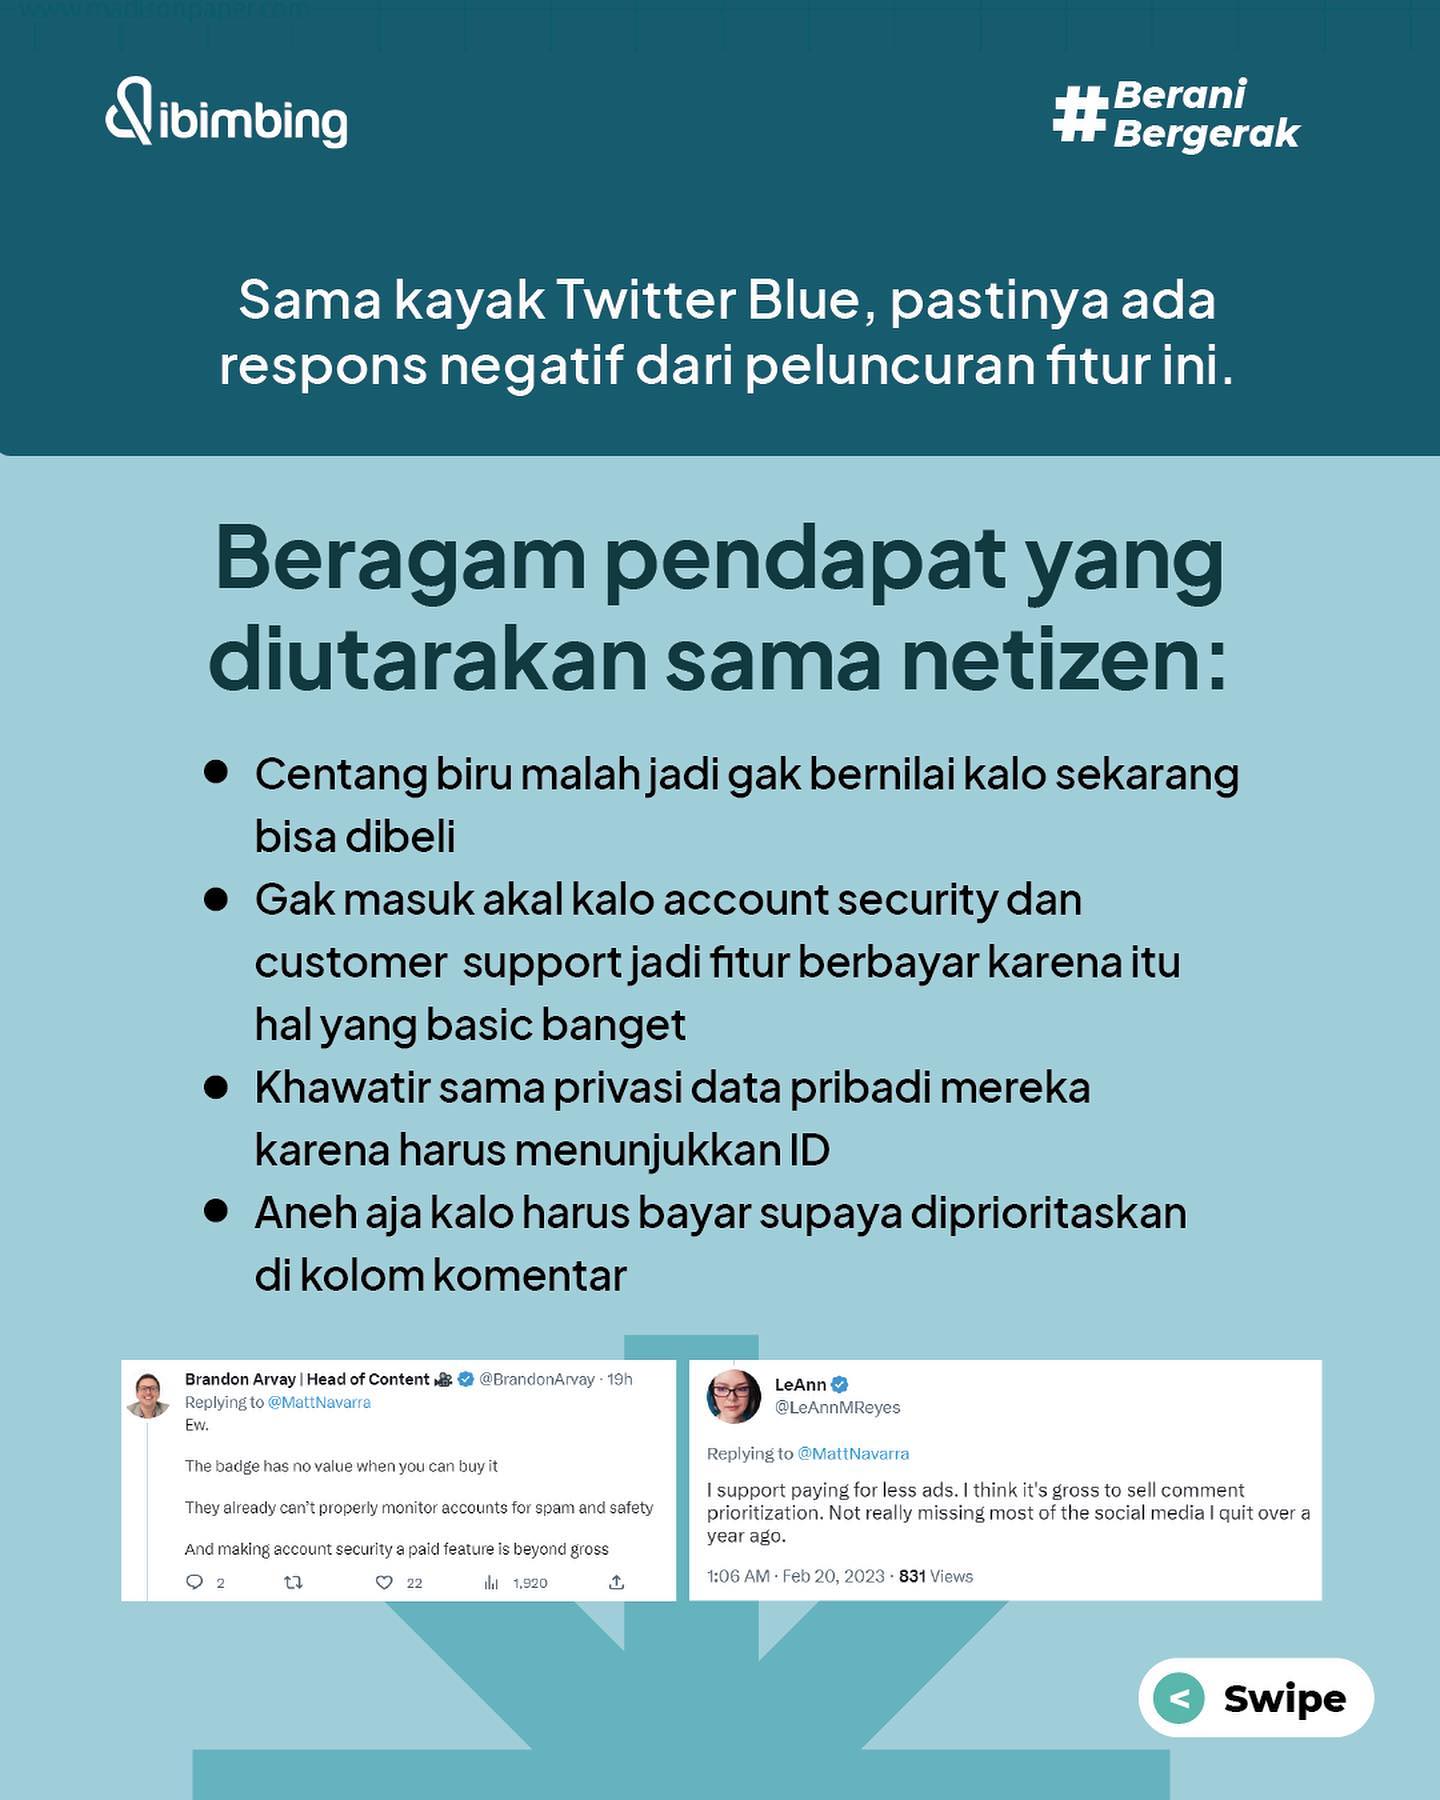 www.madisonpaper.com
dibimbing
#Berani
Bergerak
Sama kayak Twitter Blue, pastinya ada
respons negatif dari peluncuran fitur ini.
Beragam pendapat yang
diutarakan sama netizen:
● Centang biru malah jadi gak bernilai kalo sekarang
bisa dibeli
● Gak masuk akal kalo account security dan
customer  support jadi fitur berbayar karena itu
hal yang basic banget
● Khawatir sama privasi data pribadi mereka
karena harus menunjukkan ID
● Aneh aja kalo harus bayar supaya diprioritaskan
di kolom komentar
Brandon Arvay | Head of Content 🎥 @BrandonArvay · 19h
Replying to @MattNavarra
Ew.
The badge has no value when you can buy it
They already can't properly monitor accounts for spam and safety
And making account security a paid feature is beyond gross
2 22 1,920
LeAnn
@LeAnnMReyes
Replying to @MattNavarra
I support paying for less ads. I think it's gross to sell comment
prioritization. Not really missing most of the social media I quit over a
year ago.
1:06 AM · Feb 20, 2023 · 831 Views
< Swipe